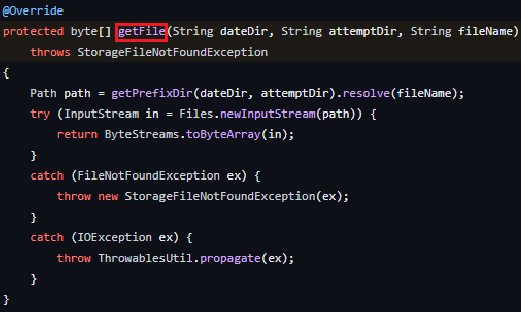 @Override
protected byte[] getFile(String dateDir, String attemptDir, String fileName)
throws StorageFileNotFoundException
{
Path path = getPrefixDir(dateDir, attemptDir).resolve(fileName);
try (InputStream in = Files.newInputStream(path)) {
return ByteStreams.toByteArray(in);
}
catch (FileNotFoundException ex) {
throw new StorageFileNotFoundException(ex);
}
catch (IOException ex) {
throw ThrowablesUtil.propagate(ex);
}
}